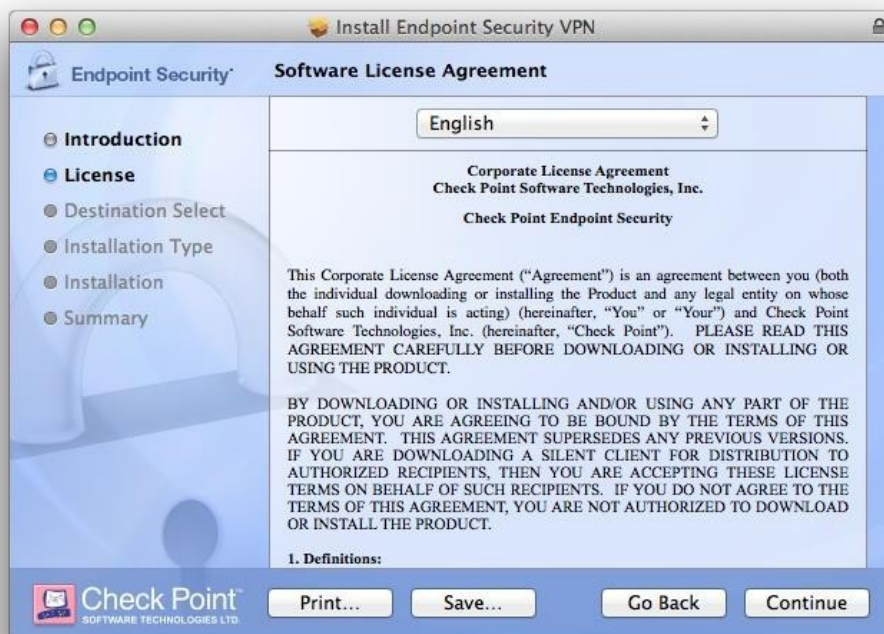 Install Endpoint Security VPN
Endpoint Security
Software License Agreement
Introduction
License
Destination Select
Installation Type
Installation
Summary
English
Corporate License Agreement
Check Point Software Technologies, Inc.
Check Point Endpoint Security
This Corporate License Agreement (“Agreement”) is an agreement between you (both
the individual downloading or installing the Product and any legal entity on whose
behalf such individual is acting) (hereinafter, “You” or “Your”) and Check Point
Software Technologies, Inc. (hereinafter, “Check Point”). PLEASE READ THIS
AGREEMENT CAREFULLY BEFORE DOWNLOADING OR INSTALLING OR
USING THE PRODUCT.
BY DOWNLOADING OR INSTALLING AND/OR USING ANY PART OF THE
PRODUCT, YOU ARE AGREEING TO BE BOUND BY THE TERMS OF THIS
AGREEMENT. THIS AGREEMENT SUPERSEDES ANY PREVIOUS VERSIONS.
IF YOU ARE DOWNLOADING A SILENT CLIENT FOR DISTRIBUTION TO
AUTHORIZED RECIPIENTS, THEN YOU ARE ACCEPTING THESE LICENSE
TERMS ON BEHALF OF SUCH RECIPIENTS. IF YOU DO NOT AGREE TO THE
TERMS OF THIS AGREEMENT, YOU ARE NOT AUTHORIZED TO DOWNLOAD
OR INSTALL THE PRODUCT.
1. Definitions:
Check Point™
SOFTWARE TECHNOLOGIES LTD.
Print...
Save...
Go Back
Continue